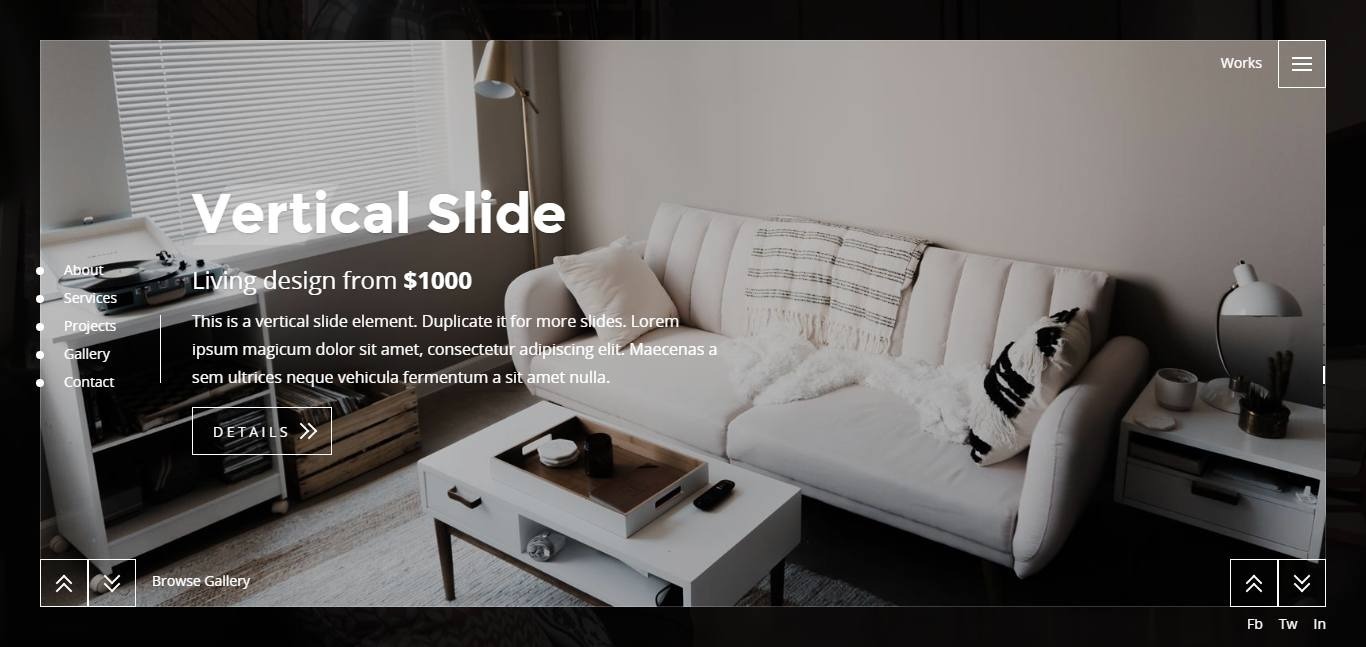 Works
Vertical Slide
Living design from $1000
This is a vertical slide element. Duplicate it for more slides. Lorem
ipsum magicum dolor sit amet, consectetur adipiscing elit. Maecenas a
sem ultrices neque vehicula fermentum a sit amet nulla.
DETAILS
About
Services
Projects
Gallery
Contact
Browse Gallery
Fb Tw In